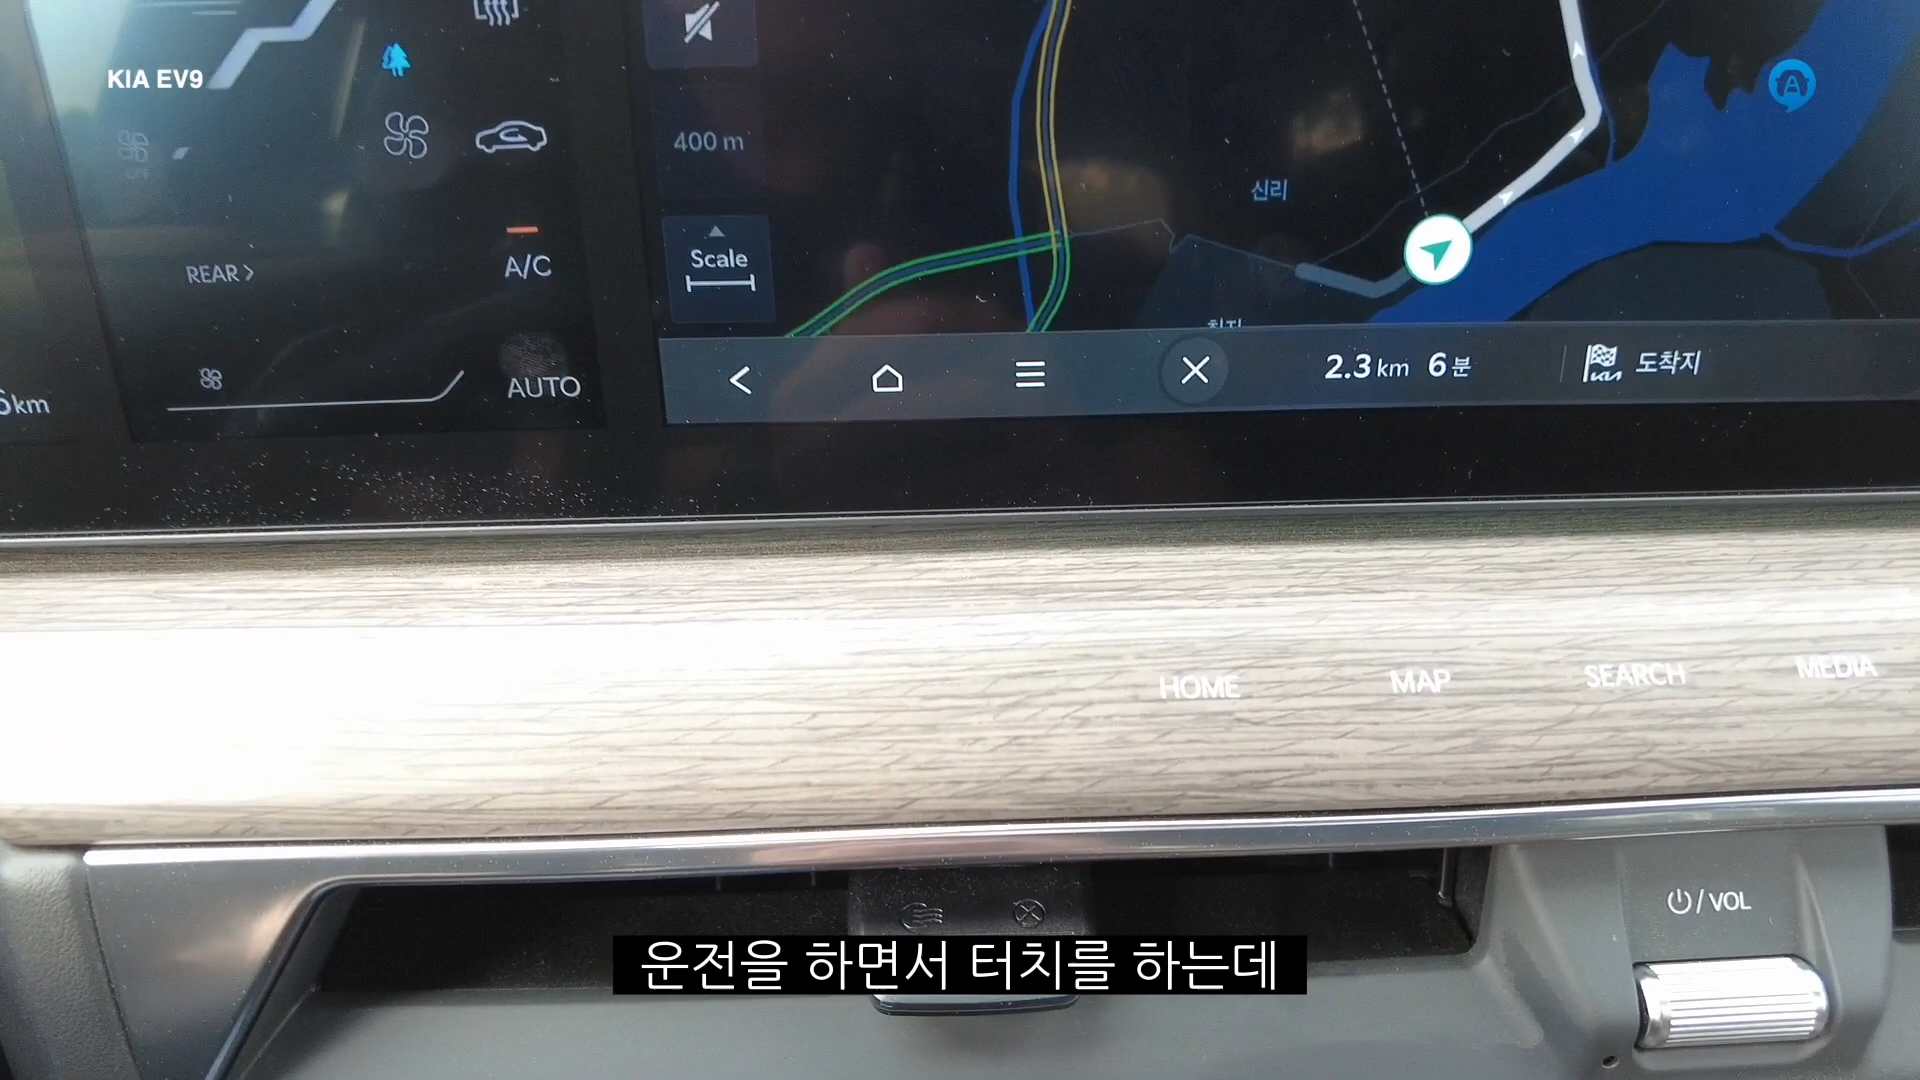 KIA EV9
400 m
신리
Scale
REAR >
A/C
AUTO
km
2.3 km 6분
도착지
HOME
MAP
SEARCH
MEDIA
/ VOL
운전을 하면서 터치를 하는데